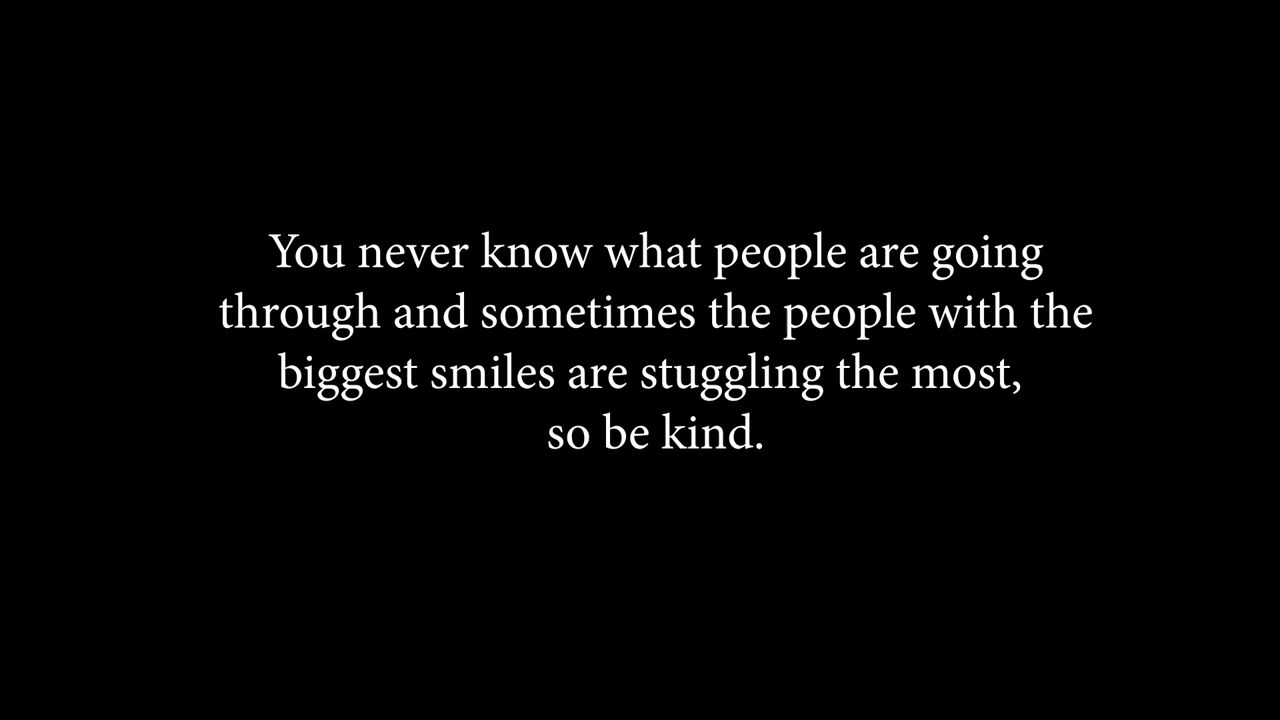 You never know what people are going
through and sometimes the people with the
biggest smiles are stuggling the most,
so be kind.